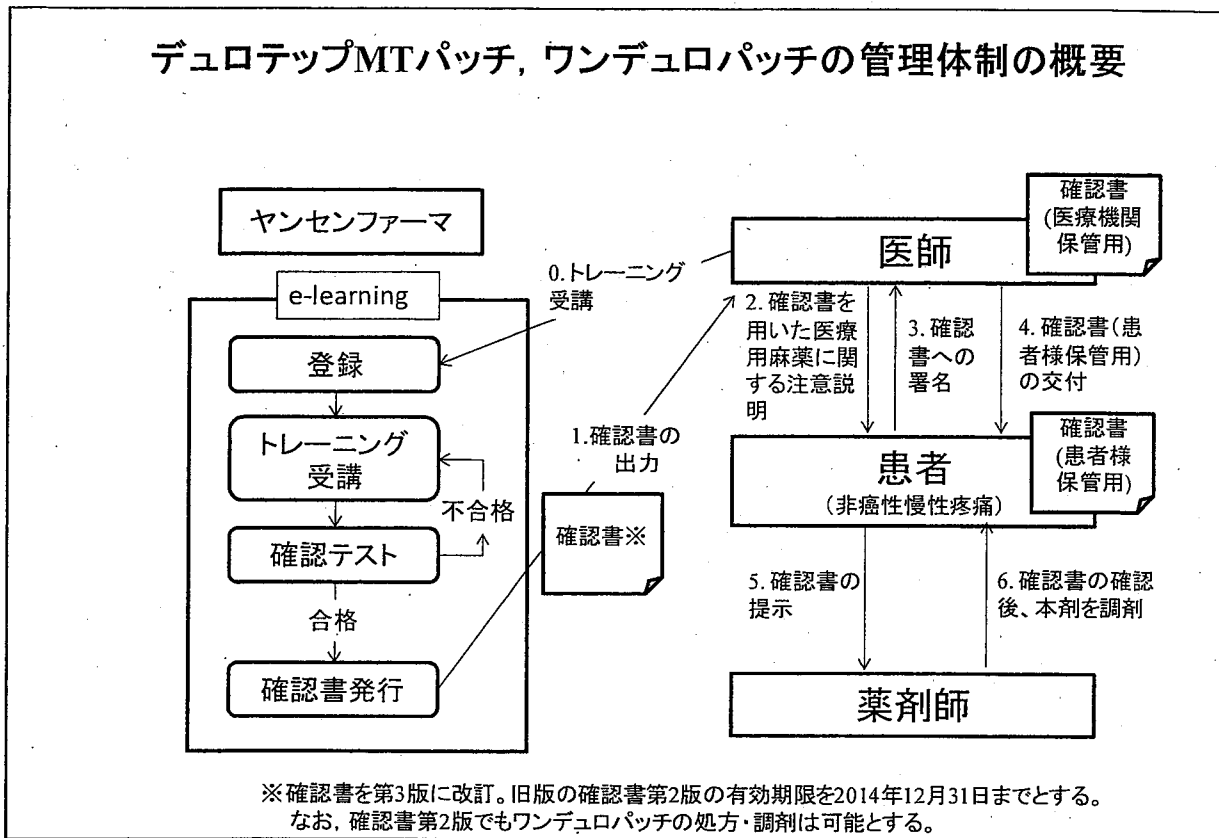 デュロテップMTパッチ, ワンデュロパッチの管理体制の概要
ヤンセンファーマ
e-learning
登録
トレーニング
受講
不合格
確認テスト
合格
確認書発行
0.トレーニング
受講
1.確認書の
出力
確認書※
医師
確認書
(医療機関
保管用)
2.確認書を
用いた医療
用麻薬に関
する注意説
明
3.確認
書への
署名
4.確認書(患
者様保管用)
の交付
患者
(非癌性慢性疼痛)
確認書
(患者様
保管用)
5.確認書の
提示
6.確認書の確認
後、本剤を調剤
薬剤師
※確認書を第3版に改訂。旧版の確認書第2版の有効期限を2014年12月31日までとする。
なお, 確認書第2版でもワンデュロパッチの処方・調剤は可能とする。